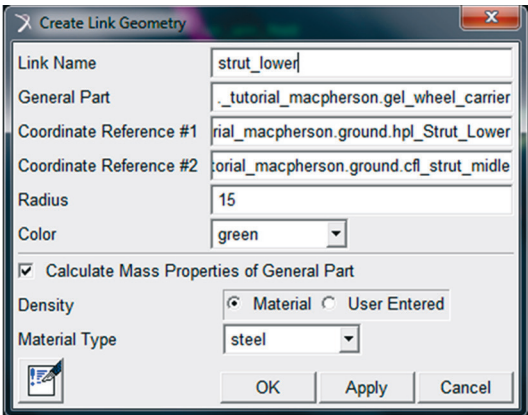 Create Link Geometry
Link Name strut_lower
General Part ._tutorial_macpherson.gel_wheel_carrier
Coordinate Reference #1 rial_macpherson.ground.hpl_Strut_Lower
Coordinate Reference #2 torial_macpherson.ground.cfl_strut_midle
Radius 15
Color green
Calculate Mass Properties of General Part
Density Material User Entered
Material Type steel
OK Apply Cancel